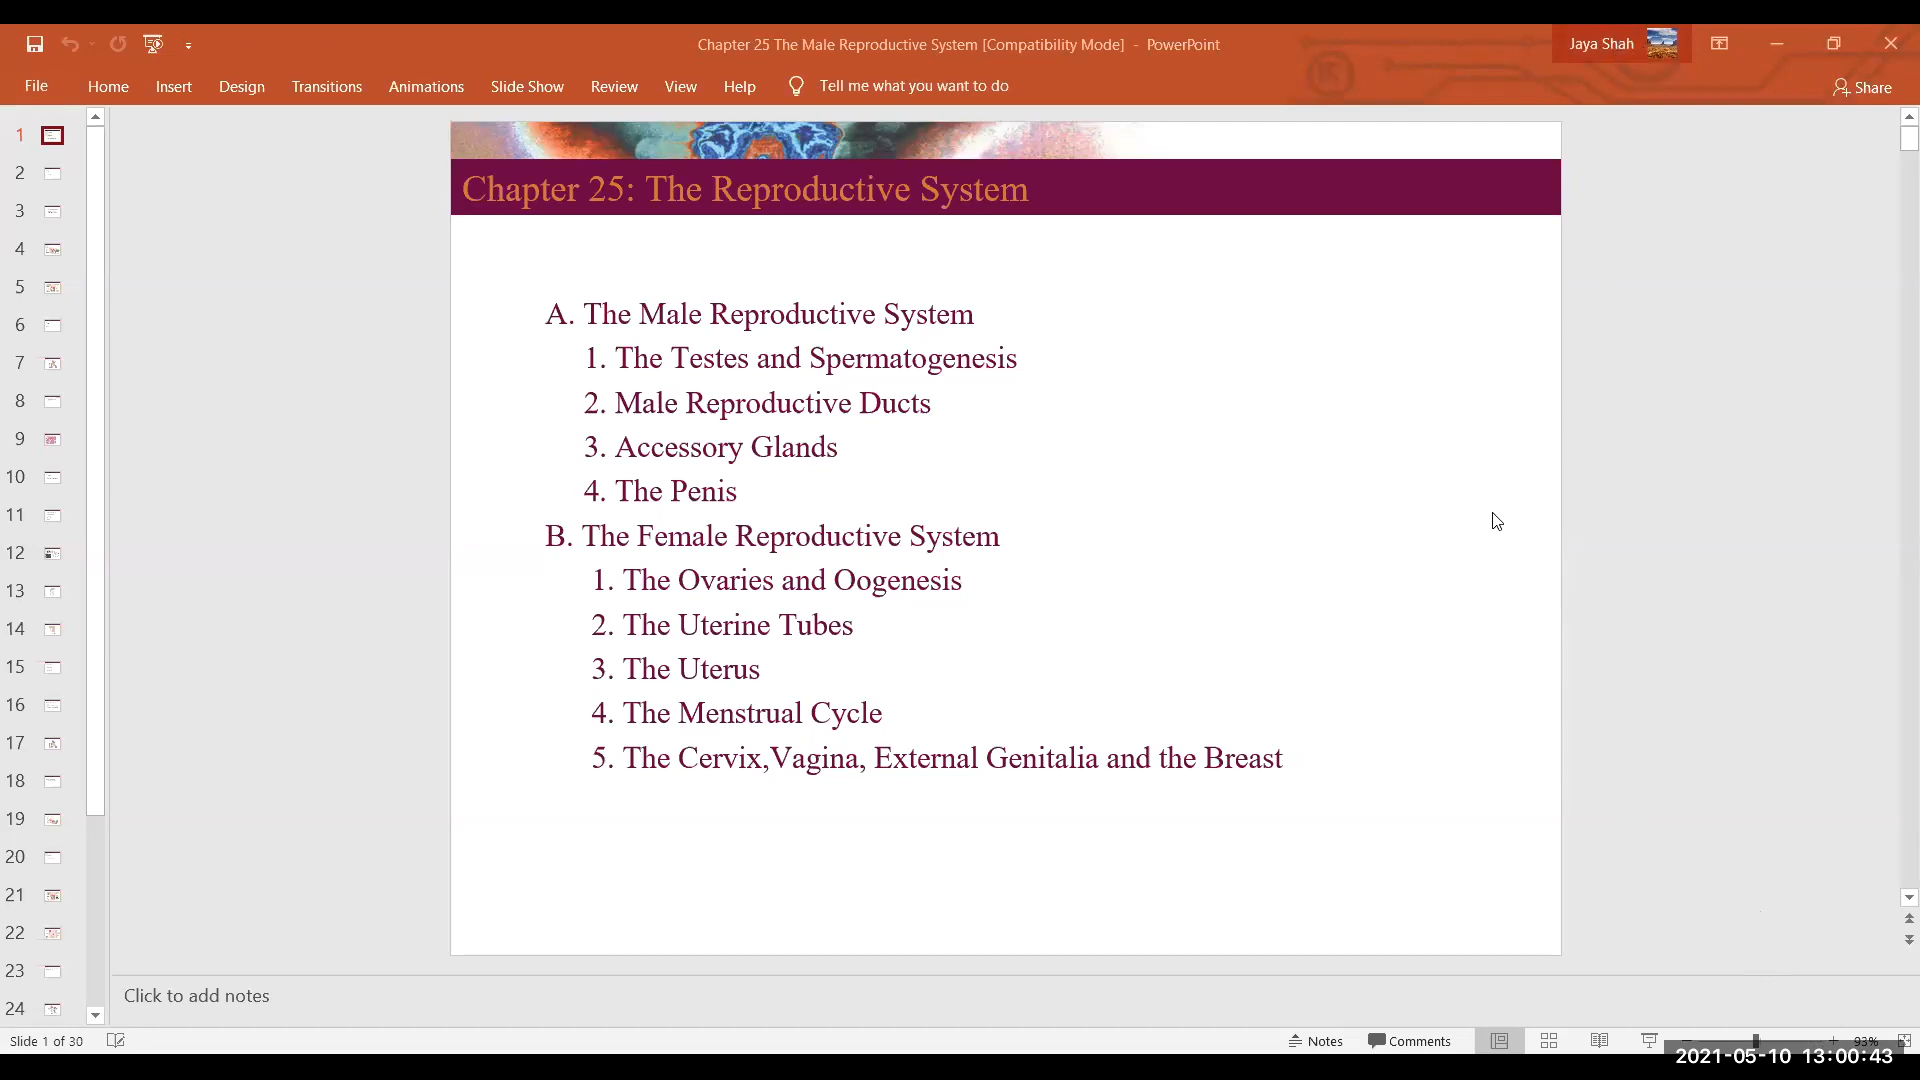 Chapter 25 The Male Reproductive System [Compatibility Mode] - PowerPoint
Jaya Shah
File Home Insert Design Transitions Animations Slide Show Review View Help Tell me what you want to do
Share
1
2
3
4
5
6
7
8
9
10
11
12
13
14
15
16
17
18
19
20
21
22
23
24
Chapter 25: The Reproductive System
A. The Male Reproductive System
1. The Testes and Spermatogenesis
2. Male Reproductive Ducts
3. Accessory Glands
4. The Penis
B. The Female Reproductive System
1. The Ovaries and Oogenesis
2. The Uterine Tubes
3. The Uterus
4. The Menstrual Cycle
5. The Cervix,Vagina, External Genitalia and the Breast
Click to add notes
Slide 1 of 30
Notes Comments 93%
2021-05-10 13:00:43